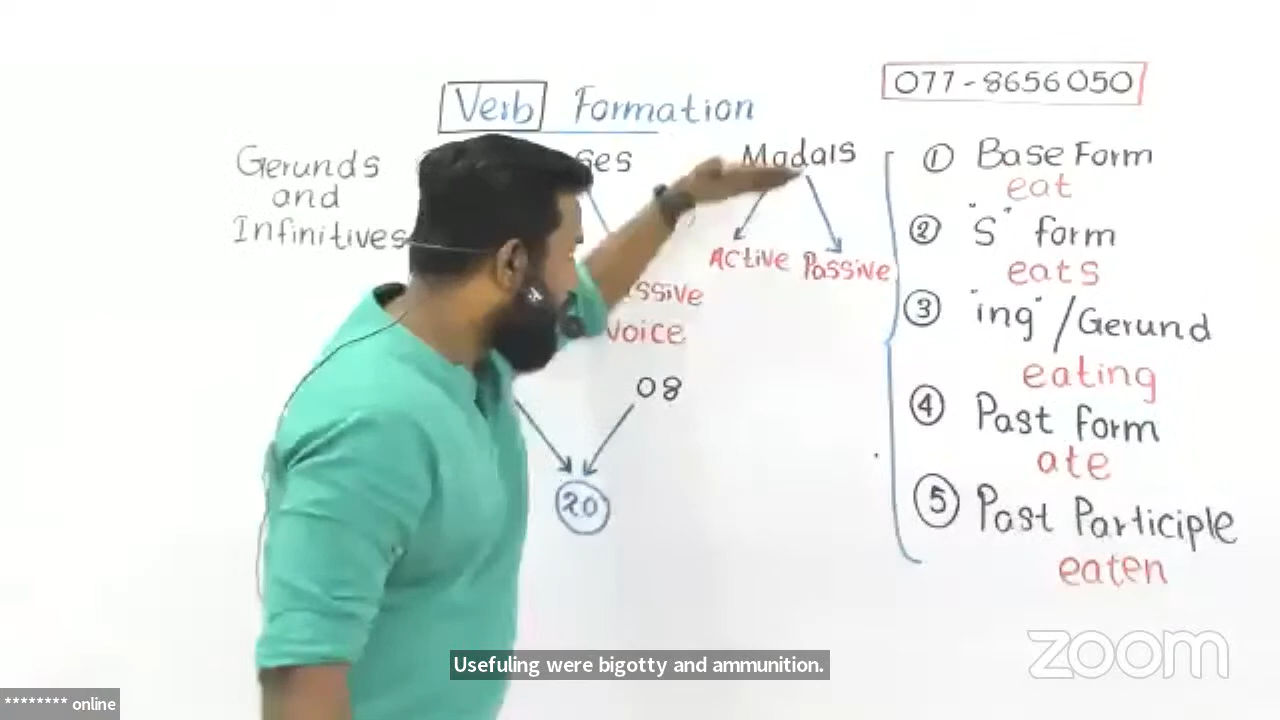 077-8656050
Verb Formation
Gerunds
and
Infinitives
Modals
Active Passive
voice
08
20
① Base Form
eat
② "S" form
eats
③ "ing" / Gerund
eating
④ Past form
ate
⑤ Past Participle
eaten
zoom
Usefuling were bigotty and ammunition.
******** online